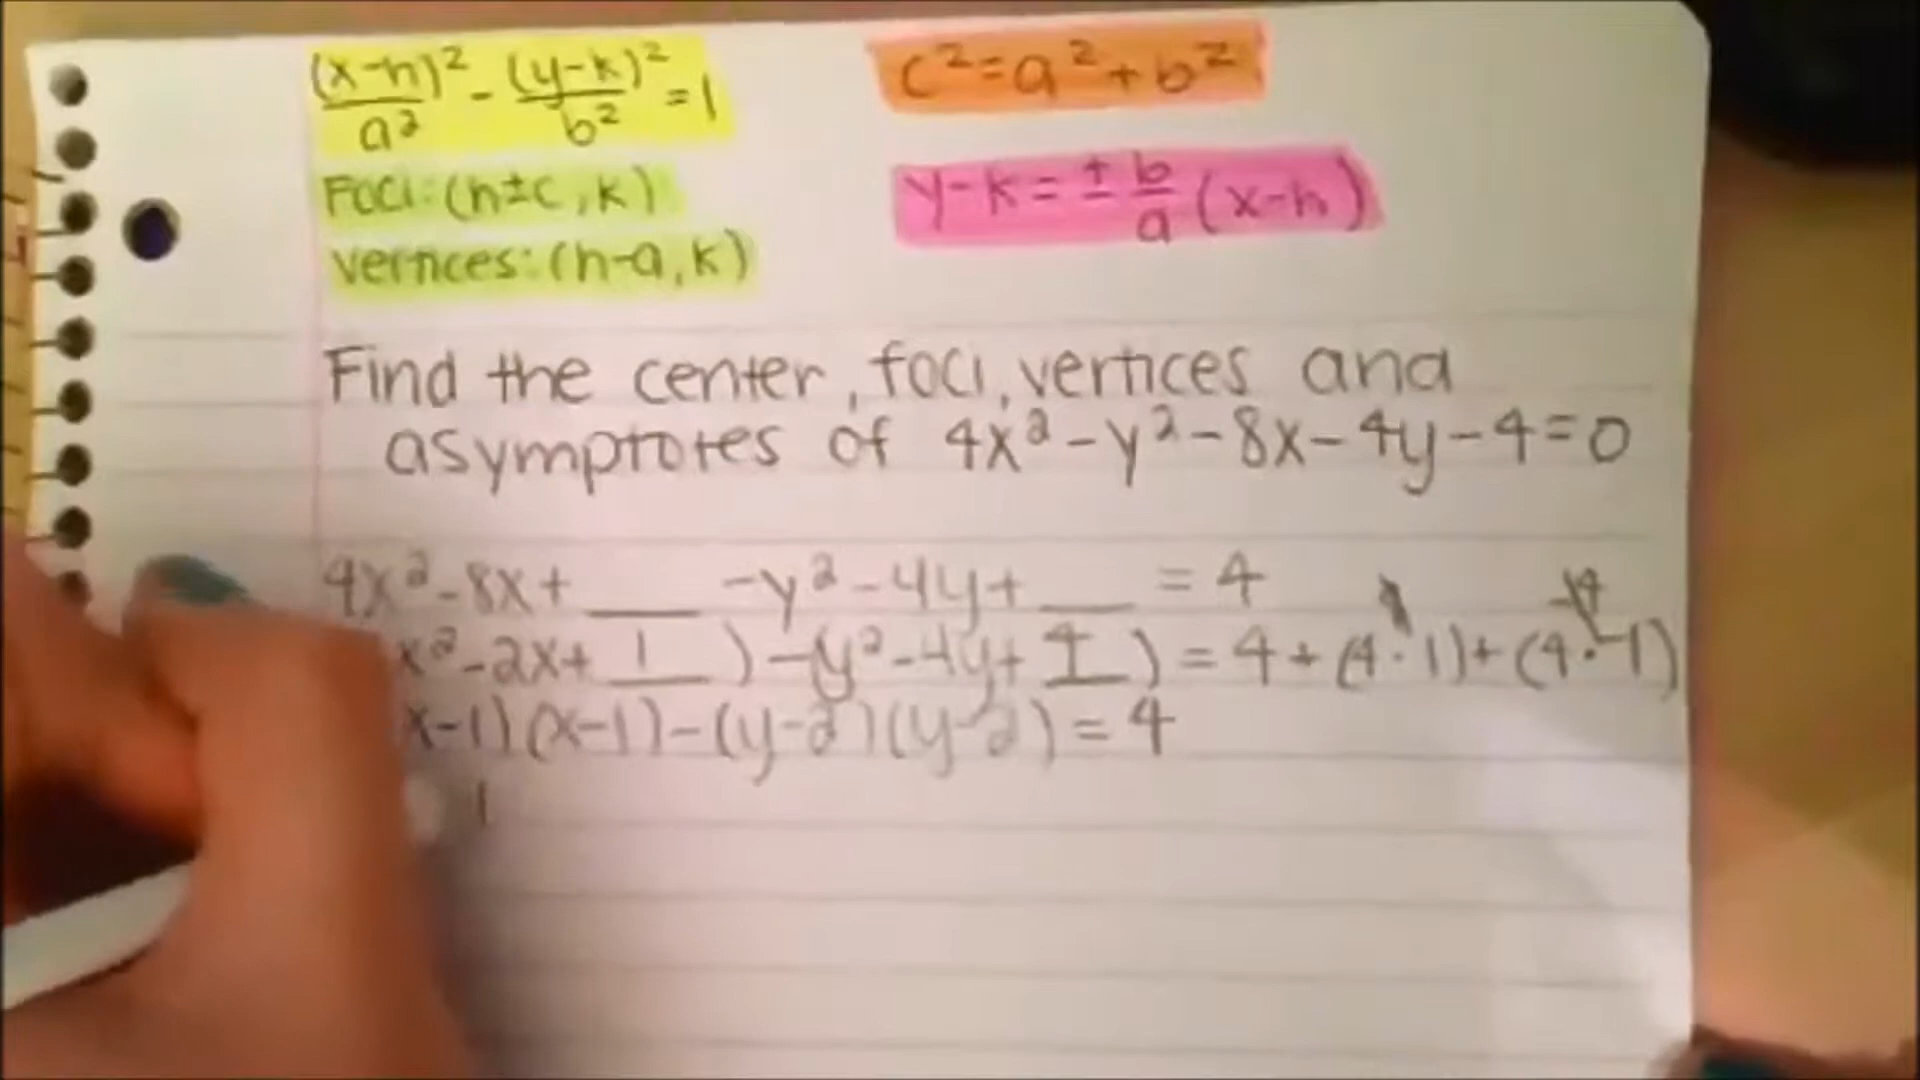 (x-h)²/a² - (y-k)²/b² = 1
c²=a²+b²
Foci: (h±c, k)
y-k = ± b/a (x-h)
vertices: (h-a, k)
Find the center, foci, vertices and
asymptotes of 4x²-y²-8x-4y-4=0
4x²-8x+ ___ -y²-4y+ ___ = 4
x²-2x+ 1 )-(y²-4y+ 4 ) = 4+(4·1)+(4·-1)
x-1)(x-1)-(y-2)(y-2)=4